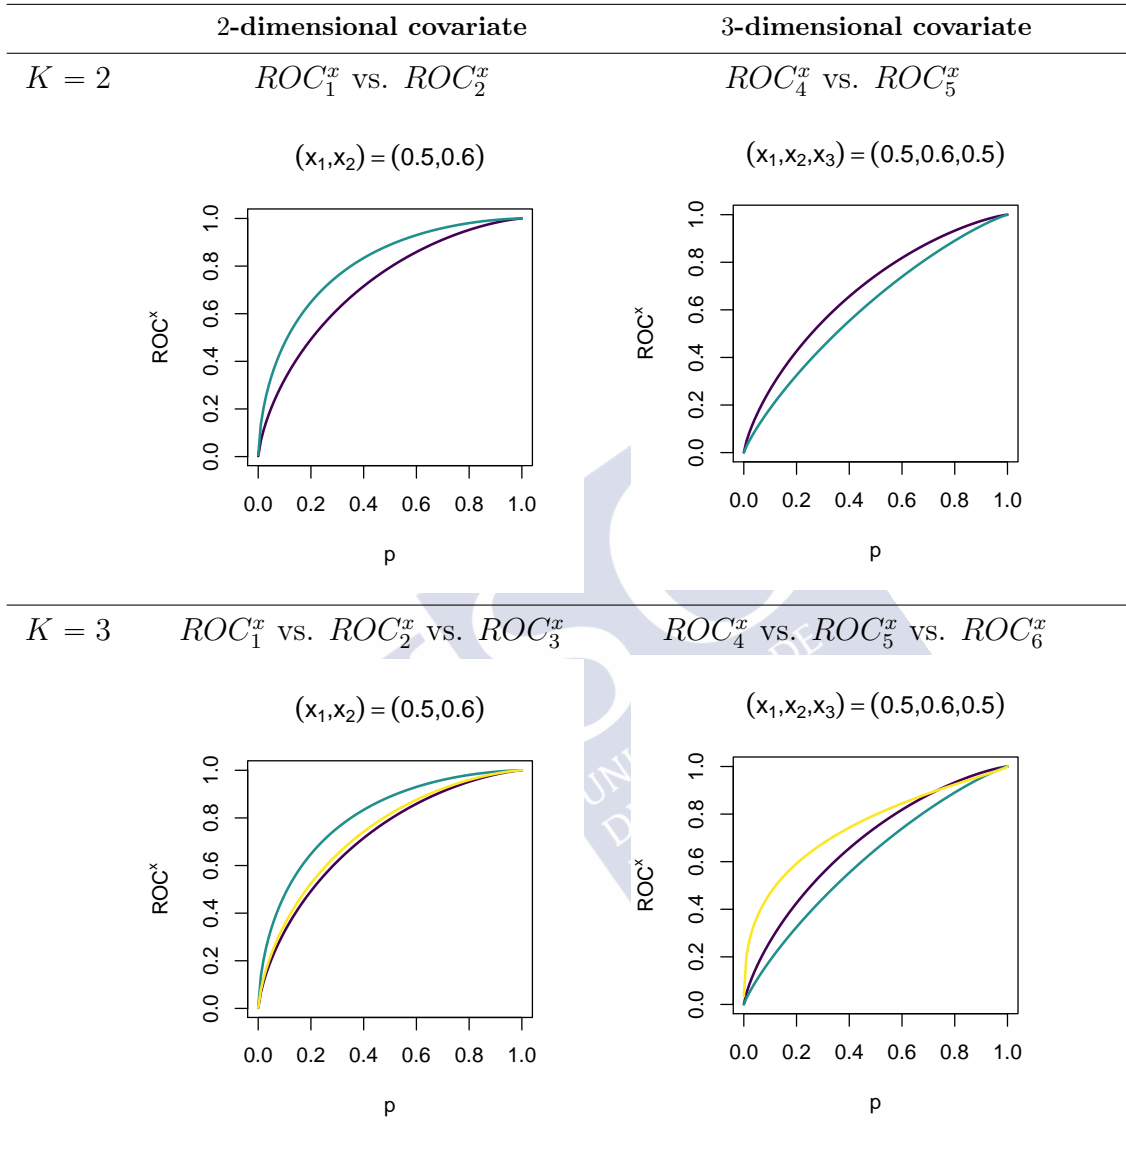 2-dimensional covariate 3-dimensional covariate
K = 2 ROC₁ˣ vs. ROC₂ˣ ROC₄ˣ vs. ROC₅ˣ
(x₁,x₂) = (0.5,0.6)
ROCˣ
1.0
0.8
0.6
0.4
0.2
0.0
0.0 0.2 0.4 0.6 0.8 1.0
p
(x₁,x₂,x₃) = (0.5,0.6,0.5)
ROCˣ
1.0
0.8
0.6
0.4
0.2
0.0
0.0 0.2 0.4 0.6 0.8 1.0
p
K = 3 ROC₁ˣ vs. ROC₂ˣ vs. ROC₃ˣ ROC₄ˣ vs. ROC₅ˣ vs. ROC₆ˣ
DE
(x₁,x₂) = (0.5,0.6)
ROCˣ
1.0
0.8
0.6
0.4
0.2
0.0
0.0 0.2 0.4 0.6 0.8 1.0
p
(x₁,x₂,x₃) = (0.5,0.6,0.5)
ROCˣ
1.0
0.8
0.6
0.4
0.2
0.0
0.0 0.2 0.4 0.6 0.8 1.0
p